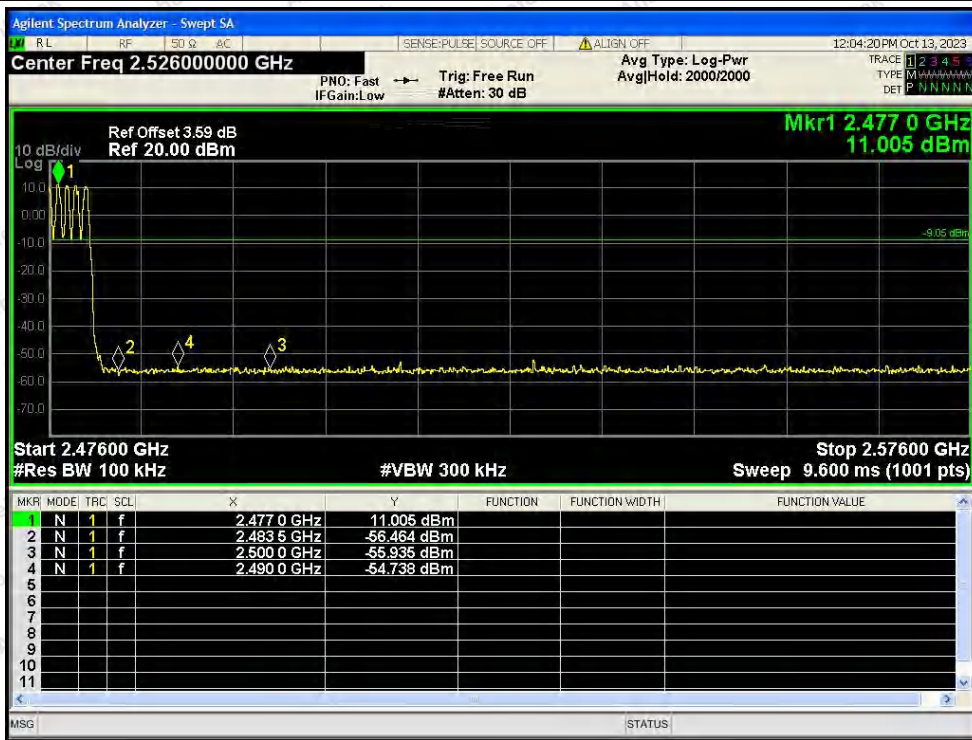 Agilent Spectrum Analyzer - Swept SA
RL RF 50 Ω AC SENSE:PULSE SOURCE OFF ALIGN OFF 12:04:20PM Oct 13, 2023
Center Freq 2.526000000 GHz
PNO: Fast Trig: Free Run Avg Type: Log-Pwr TRACE 1 2 3 4 5 6
IFGain:Low #Atten: 30 dB Avg|Hold: 2000/2000 TYPE M
DET P N N N N N
Mkr1 2.477 0 GHz
11.005 dBm
Ref Offset 3.59 dB
10 dB/div Ref 20.00 dBm
Log
1
10.0
0.00
-9.05 dBm
-10.0
-20.0
-30.0
-40.0
2 4 3
-50.0
-60.0
-70.0
Start 2.47600 GHz Stop 2.57600 GHz
#Res BW 100 kHz #VBW 300 kHz Sweep 9.600 ms (1001 pts)
MKR MODE TRC SCL X Y FUNCTION FUNCTION WIDTH FUNCTION VALUE
1 N 1 f 2.477 0 GHz 11.005 dBm
2 N 1 f 2.483 5 GHz -56.464 dBm
3 N 1 f 2.500 0 GHz -55.935 dBm
4 N 1 f 2.490 0 GHz -54.738 dBm
5
6
7
8
9
10
11
MSG STATUS